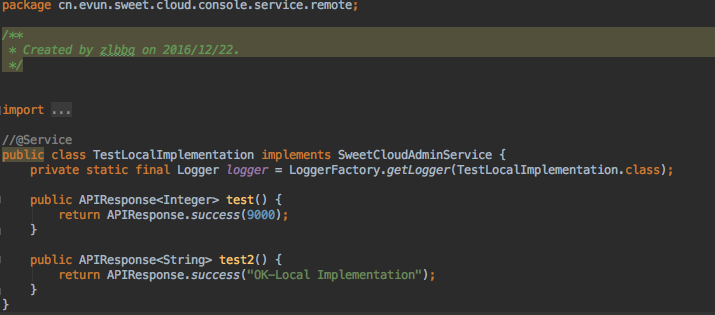 package cn.evun.sweet.cloud.console.service.remote;
/**
* Created by zlbbq on 2016/12/22.
*/
import ...
//@Service
public class TestLocalImplementation implements SweetCloudAdminService {
private static final Logger logger = LoggerFactory.getLogger(TestLocalImplementation.class);
public APIResponse<Integer> test() {
return APIResponse.success(9000);
}
public APIResponse<String> test2() {
return APIResponse.success("OK-Local Implementation");
}
}